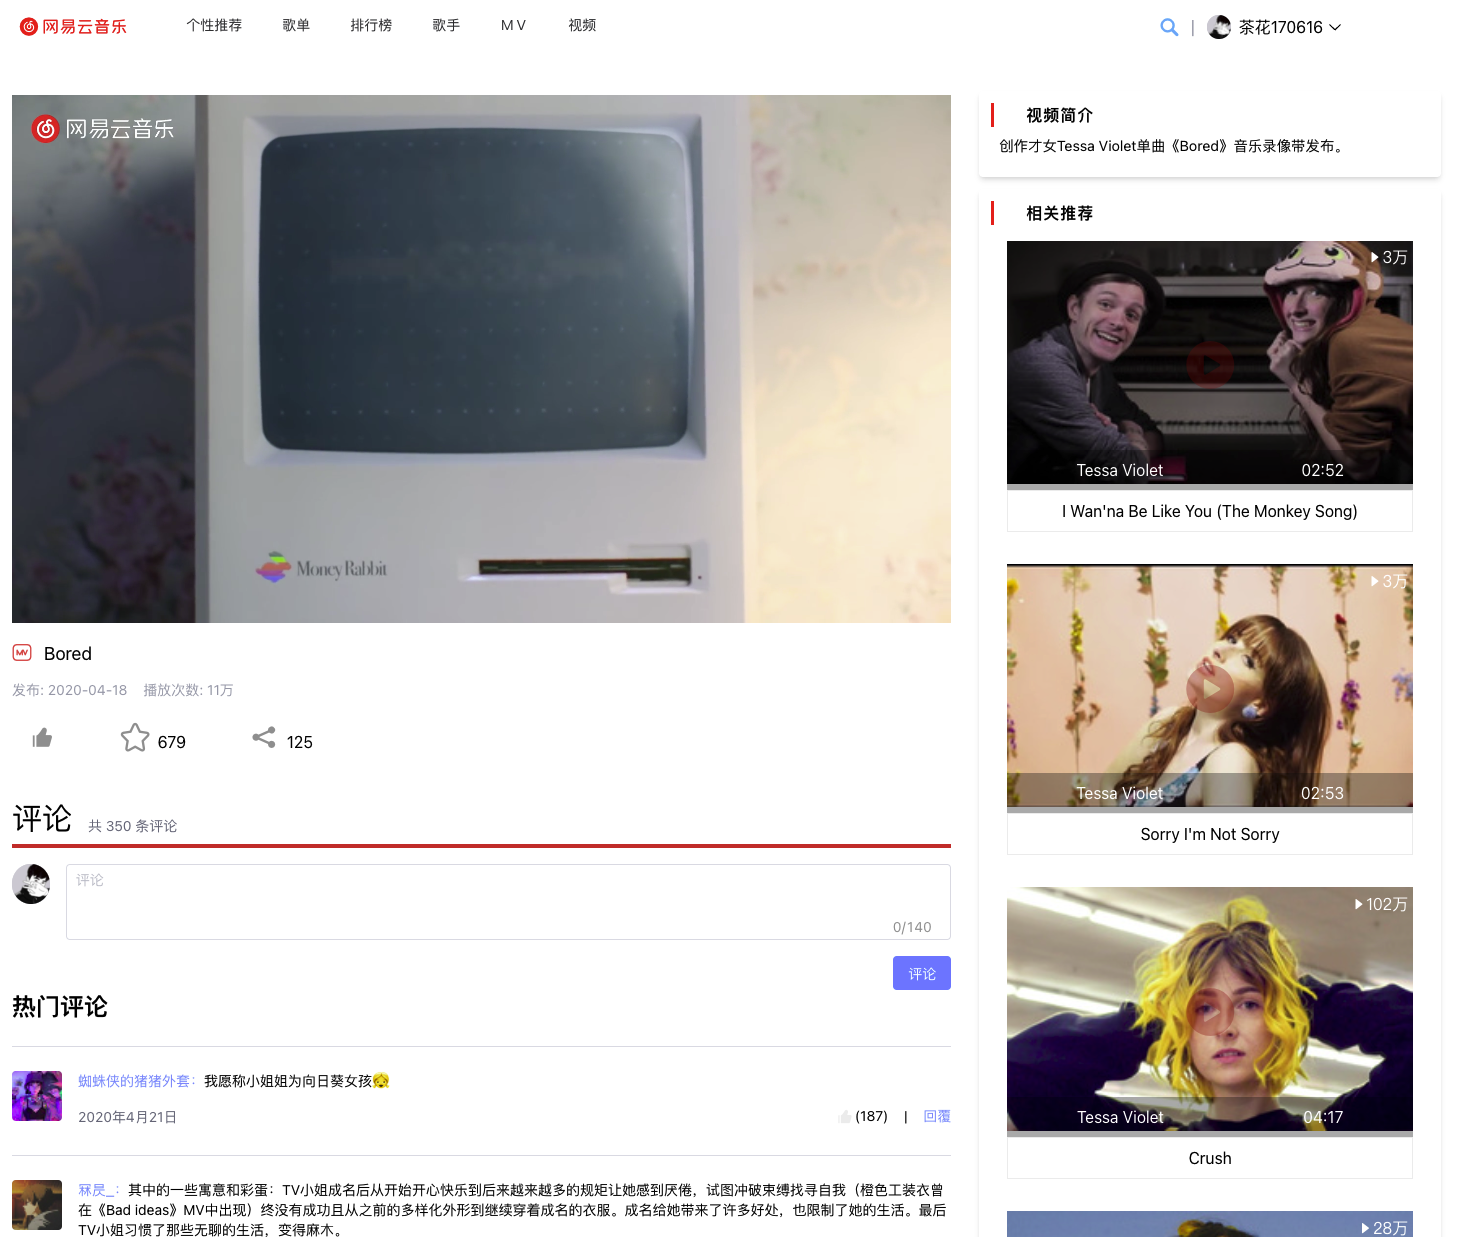 网易云音乐
个性推荐
歌单
排行榜
歌手
M V
视频
|
茶花170616
网易云音乐
Money Rabbit
Bored
发布: 2020-04-18 播放次数: 11万
679
125
评论 共 350 条评论
评论
0/140
评论
热门评论
蜘蛛侠的猪猪外套：我愿称小姐姐为向日葵女孩
2020年4月21日
(187) | 回覆
其中的一些寓意和彩蛋：TV小姐成名后从开始开心快乐到后来越来越多的规矩让她感到厌倦，试图冲破束缚找寻自我（橙色工装衣曾
在《Bad ideas》MV中出现）终没有成功且从之前的多样化外形到继续穿着成名的衣服。成名给她带来了许多好处，也限制了她的生活。最后
TV小姐习惯了那些无聊的生活，变得麻木。
视频简介
创作才女Tessa Violet单曲《Bored》音乐录像带发布。
相关推荐
3万
Tessa Violet 02:52
I Wan'na Be Like You (The Monkey Song)
3万
Tessa Violet 02:53
Sorry I'm Not Sorry
102万
Tessa Violet 04:17
Crush
28万